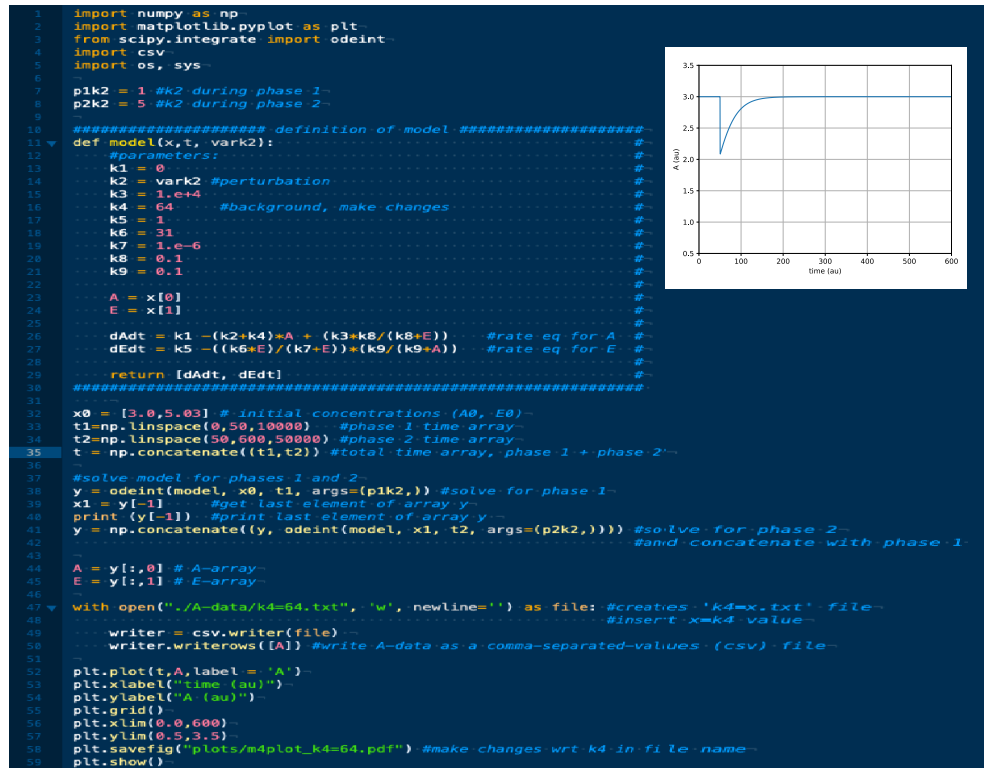 1 import numpy as np
2 import matplotlib.pyplot as plt
3 from scipy.integrate import odeint
4 import csv
5 import os, sys
6
7 p1k2 = 1 #k2 during phase 1
8 p2k2 = 5 #k2 during phase 2
9
10 ##################### definition of model ####################
11 def model(x,t, vark2): #
12 #parameters: #
13 k1 = 0 #
14 k2 = vark2 #perturbation #
15 k3 = 1.e+4 #
16 k4 = 64 #background, make changes #
17 k5 = 1 #
18 k6 = 31 #
19 k7 = 1.e-6 #
20 k8 = 0.1 #
21 k9 = 0.1 #
22 #
23 A = x[0] #
24 E = x[1] #
25 #
26 dAdt = k1 -(k2+k4)*A + (k3*k8/(k8+E)) #rate eq for A #
27 dEdt = k5 -((k6*E)/(k7+E))*(k9/(k9+A)) #rate eq for E #
28 #
29 return [dAdt, dEdt] #
30 ##############################################################
31
32 x0 = [3.0,5.03] # initial concentrations (A0, E0)
33 t1=np.linspace(0,50,10000) #phase 1 time array
34 t2=np.linspace(50,600,50000) #phase 2 time array
35 t = np.concatenate((t1,t2)) #total time array, phase 1 + phase 2
36
37 #solve model for phases 1 and 2
38 y = odeint(model, x0, t1, args=(p1k2,)) #solve for phase 1
39 x1 = y[-1] #get last element of array y
40 print (y[-1]) #print last element of array y
41 y = np.concatenate((y, odeint(model, x1, t2, args=(p2k2,)))) #solve for phase 2
42 #and concatenate with phase 1
43
44 A = y[:,0] # A-array
45 E = y[:,1] # E-array
46
47 with open("./A-data/k4=64.txt", 'w', newline='') as file: #creaties 'k4=x.txt' file
48 #insert x=k4 value
49 writer = csv.writer(file)
50 writer.writerows([A]) #write A-data as a comma-separated-values (csv) file
51
52 plt.plot(t,A,label = 'A')
53 plt.xlabel("time (au)")
54 plt.ylabel("A (au)")
55 plt.grid()
56 plt.xlim(0.0,600)
57 plt.ylim(0.5,3.5)
58 plt.savefig("plots/m4plot_k4=64.pdf") #make changes wrt k4 in file name
59 plt.show()
3.5
3.0
2.5
2.0
1.5
1.0
0.5
A (au)
0 100 200 300 400 500 600
time (au)